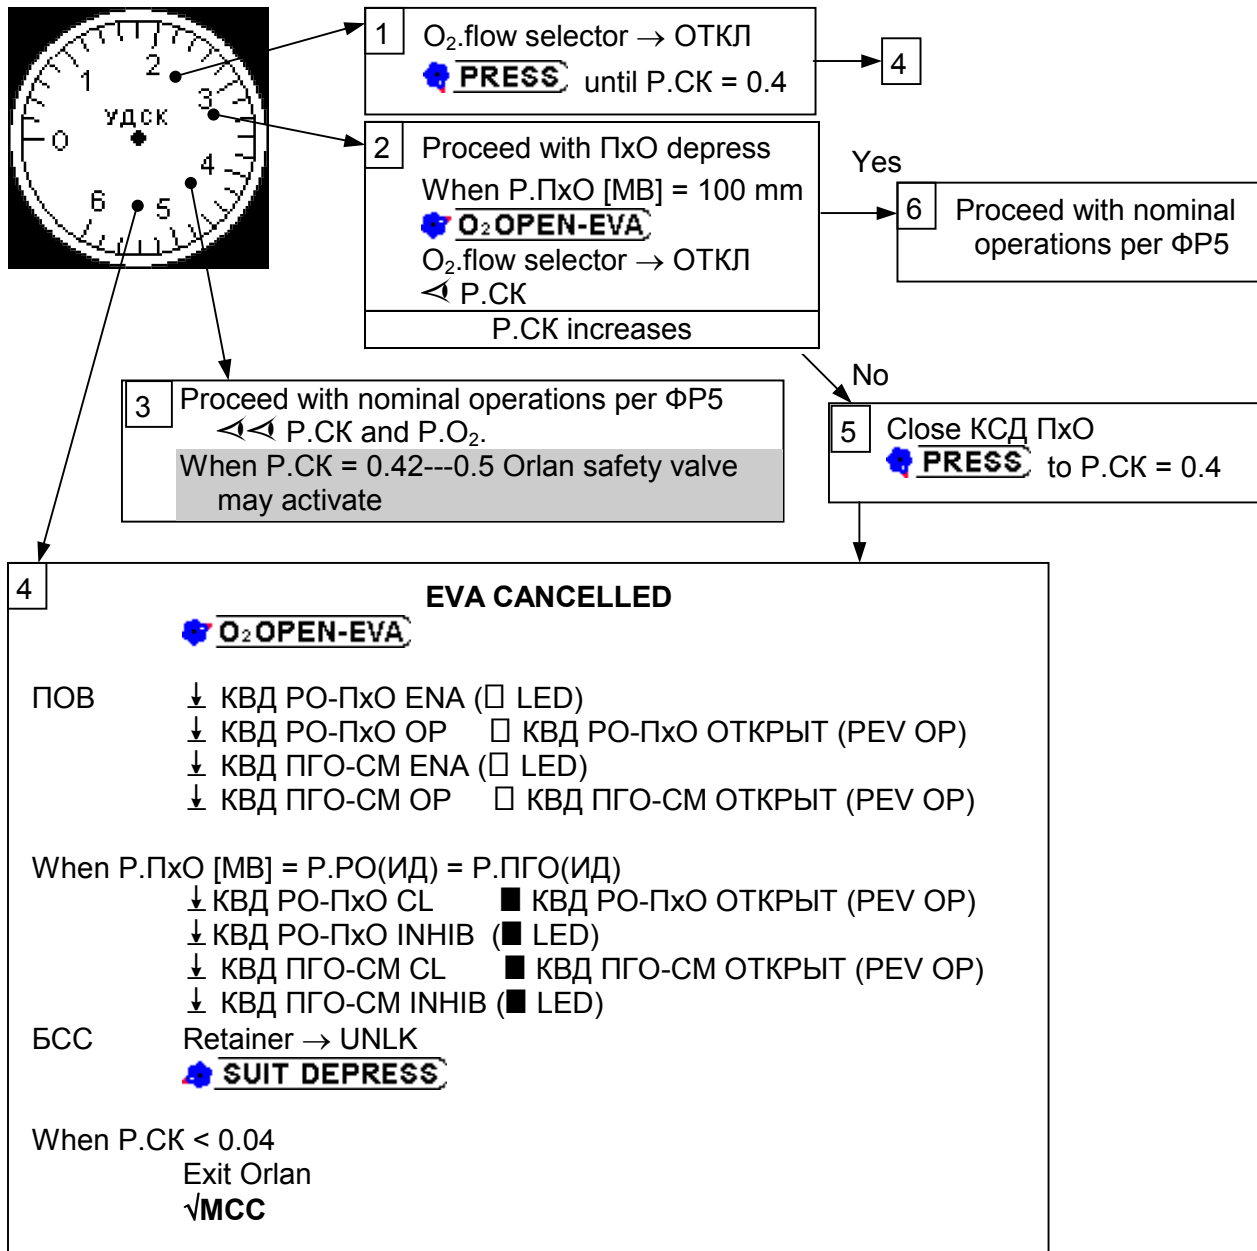 1
2
3
4
5
6
0
УДСК
1
O₂.flow selector → ОТКЛ
PRESS until Р.СК = 0.4
4
2
Proceed with ПхО depress
When Р.ПхО [МВ] = 100 mm
O₂OPEN-EVA
O₂.flow selector → ОТКЛ
Р.СК
Р.СК increases
Yes
6
Proceed with nominal
operations per ФР5
3
Proceed with nominal operations per ФР5
Р.СК and P.O₂.
When Р.СК = 0.42---0.5 Orlan safety valve
may activate
No
5
Close КСД ПхО
PRESS to Р.СК = 0.4
4
EVA CANCELLED
O₂OPEN-EVA
ПОВ ↓ КВД РО-ПхО ENA (□ LED)
↓ КВД РО-ПхО OP □ КВД РО-ПхО ОТКРЫТ (PEV OP)
↓ КВД ПГО-СМ ENA (□ LED)
↓ КВД ПГО-СМ OP □ КВД ПГО-СМ ОТКРЫТ (PEV OP)
When Р.ПхО [МВ] = Р.РО(ИД) = Р.ПГО(ИД)
↓ КВД РО-ПхО CL ■ КВД РО-ПхО ОТКРЫТ (PEV OP)
↓ КВД РО-ПхО INHIB (■ LED)
↓ КВД ПГО-СМ CL ■ КВД ПГО-СМ ОТКРЫТ (PEV OP)
↓ КВД ПГО-СМ INHIB (■ LED)
БСС Retainer → UNLK
SUIT DEPRESS
When Р.СК < 0.04
Exit Orlan
√MCC